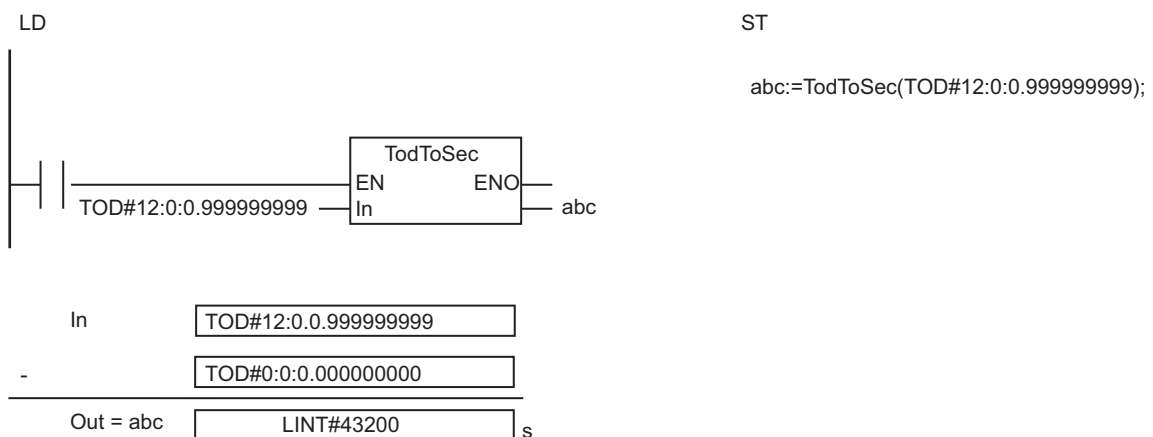 LD
ST
abc:=TodToSec(TOD#12:0:0.999999999);
TodToSec
EN ENO
TOD#12:0:0.999999999 In abc
In TOD#12:0.0.999999999
- TOD#0:0:0.000000000
Out = abc LINT#43200 s